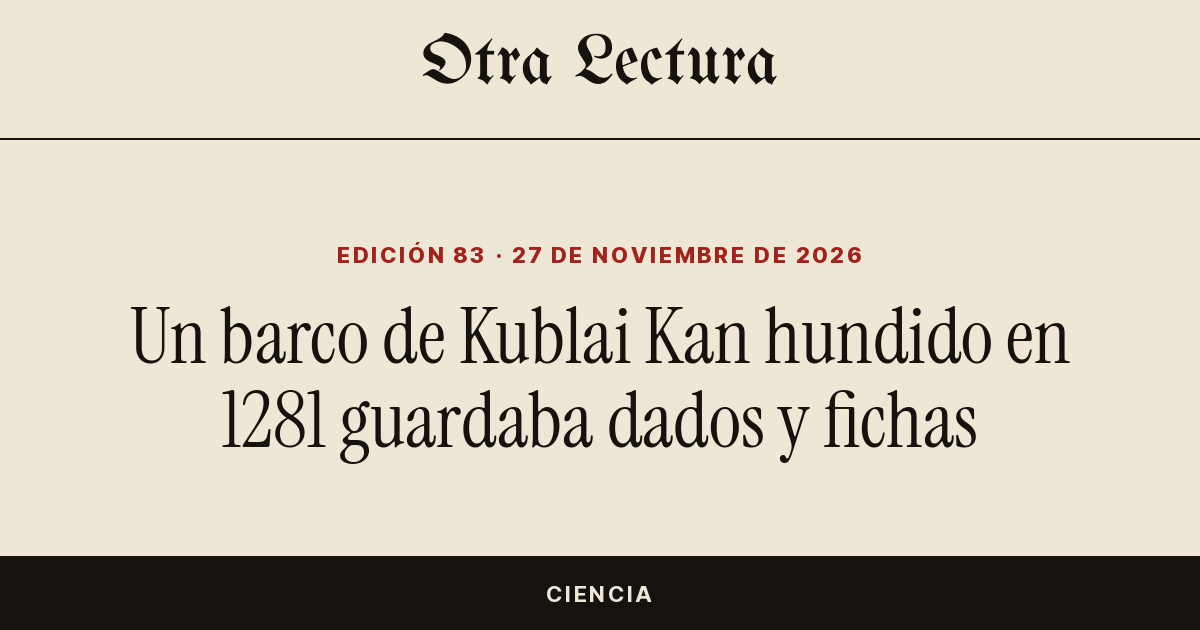 Otra Lectura
EDICIÓN 83 · 27 DE NOVIEMBRE DE 2026
Un barco de Kublai Kan hundido en
1281 guardaba dados y fichas
CIENCIA